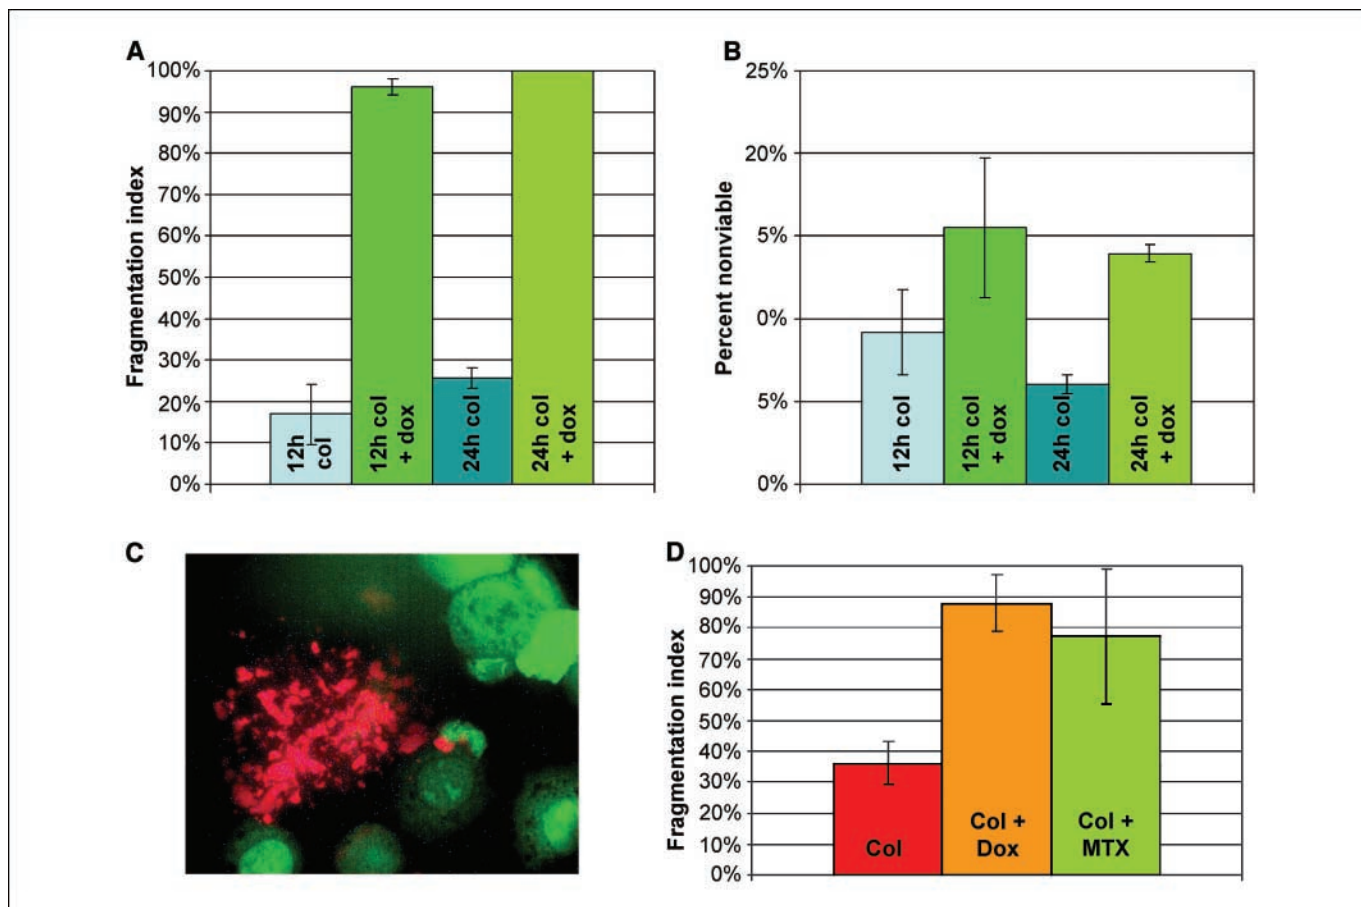 A
Fragmentation index
100%
90%
80%
70%
60%
50%
40%
30%
20%
10%
0%
12h
col
12h col
+ dox
24h col
24h col
+ dox
B
Percent nonviable
25%
20%
5%
0%
5%
0%
12h col
12h col
+ dox
24h col
24h col
+ dox
C
D
Fragmentation index
100%
90%
80%
70%
60%
50%
40%
30%
20%
10%
0%
Col
Col +
Dox
Col +
MTX